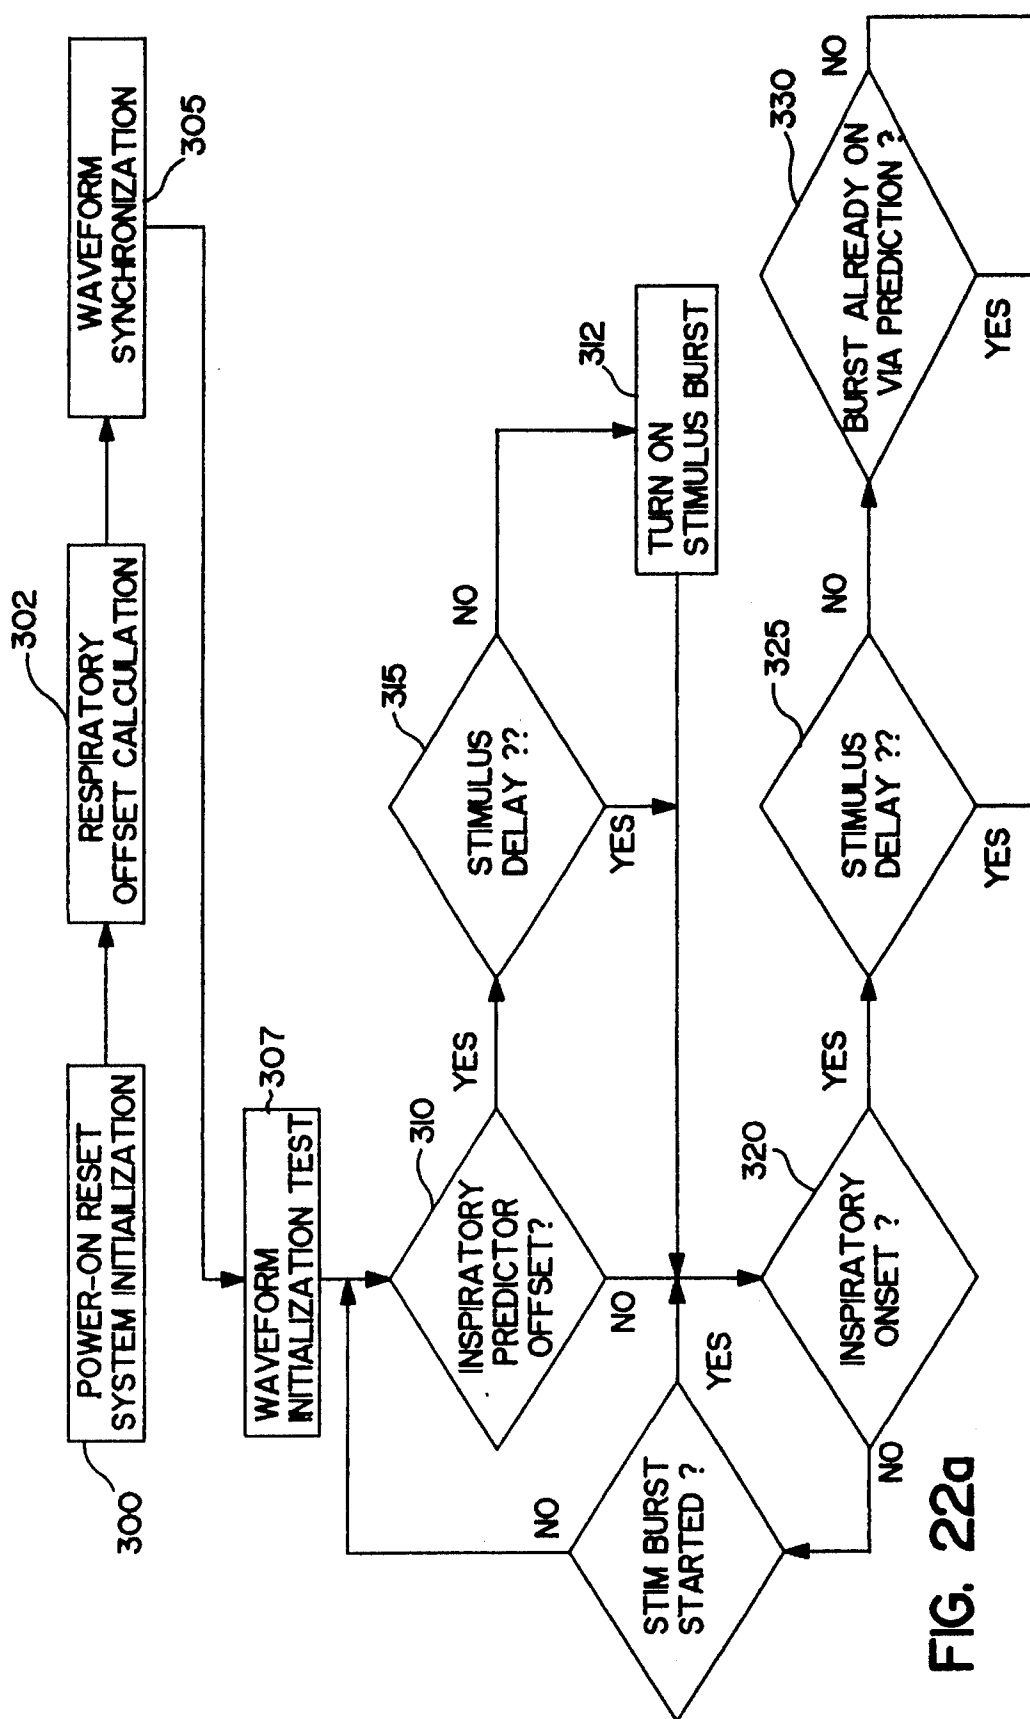 300
POWER-ON RESET
SYSTEM INITIALIZATION
302
RESPIRATORY
OFFSET CALCULATION
WAVEFORM
SYNCHRONIZATION
305
307
WAVEFORM
INITIALIZATION TEST
310
INSPIRATORY
PREDICTOR
OFFSET?
YES
NO
315
STIMULUS
DELAY ??
NO
YES
312
TURN ON
STIMULUS BURST
STIM BURST
STARTED ?
NO
YES
320
INSPIRATORY
ONSET ?
YES
NO
325
STIMULUS
DELAY ??
NO
YES
330
BURST ALREADY ON
VIA PREDICTION ?
NO
YES
FIG. 22a